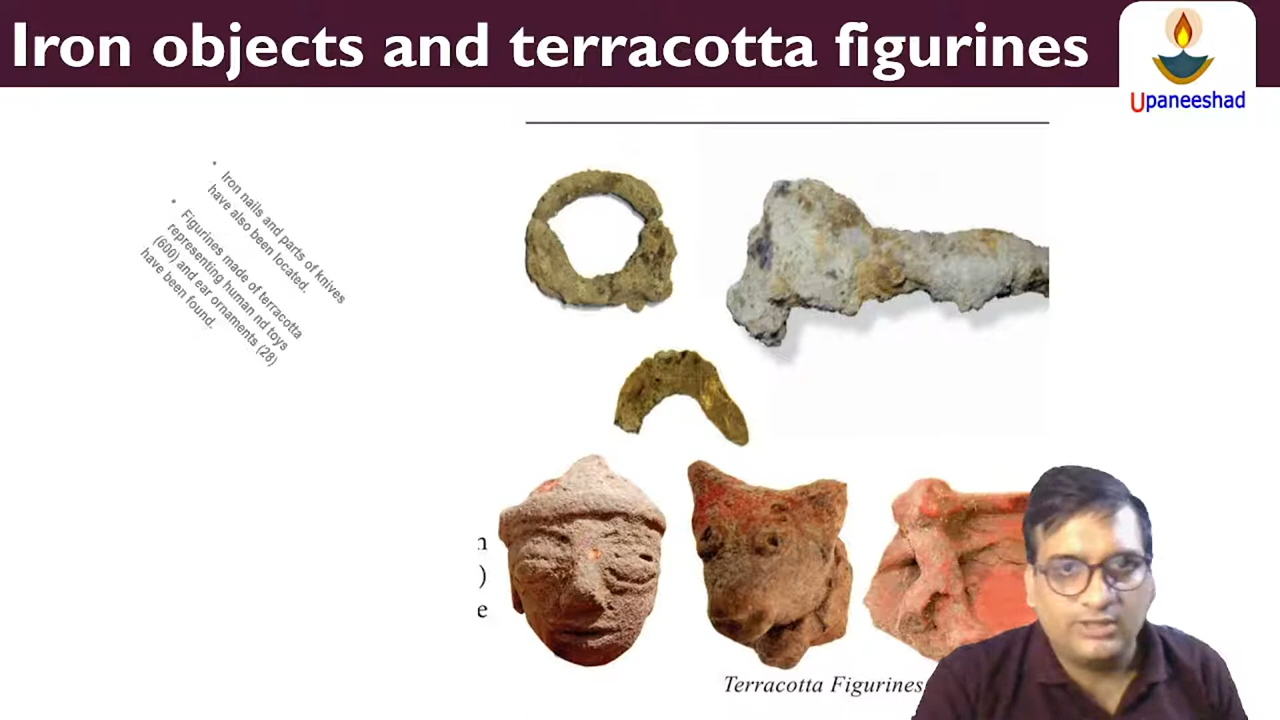 Iron objects and terracotta figurines
Upaneeshad
• Iron nails and parts of knives
have also been located.
• Figurines made of terracotta
representing human nd toys
(600) and ear ornaments (28)
have been found.
n
)
e
Terracotta Figurines